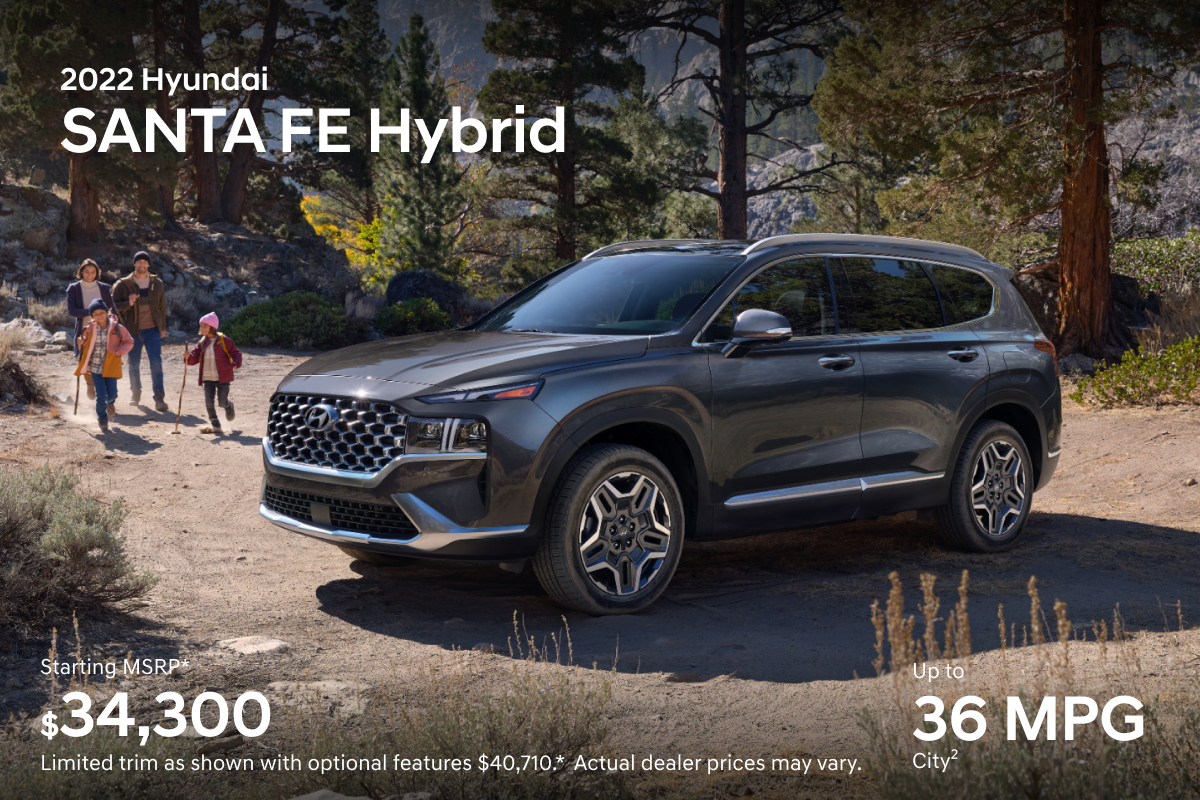 2022 Hyundai
SANTA FE Hybrid
Starting MSRP*
$34,300
Limited trim as shown with optional features $40,710.* Actual dealer prices may vary.
Up to
36 MPG
City²